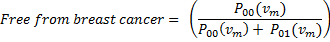 Free from breast cancer = ( P₀₀(vₘ) / (P₀₀(vₘ) + P₀₁(vₘ)) )